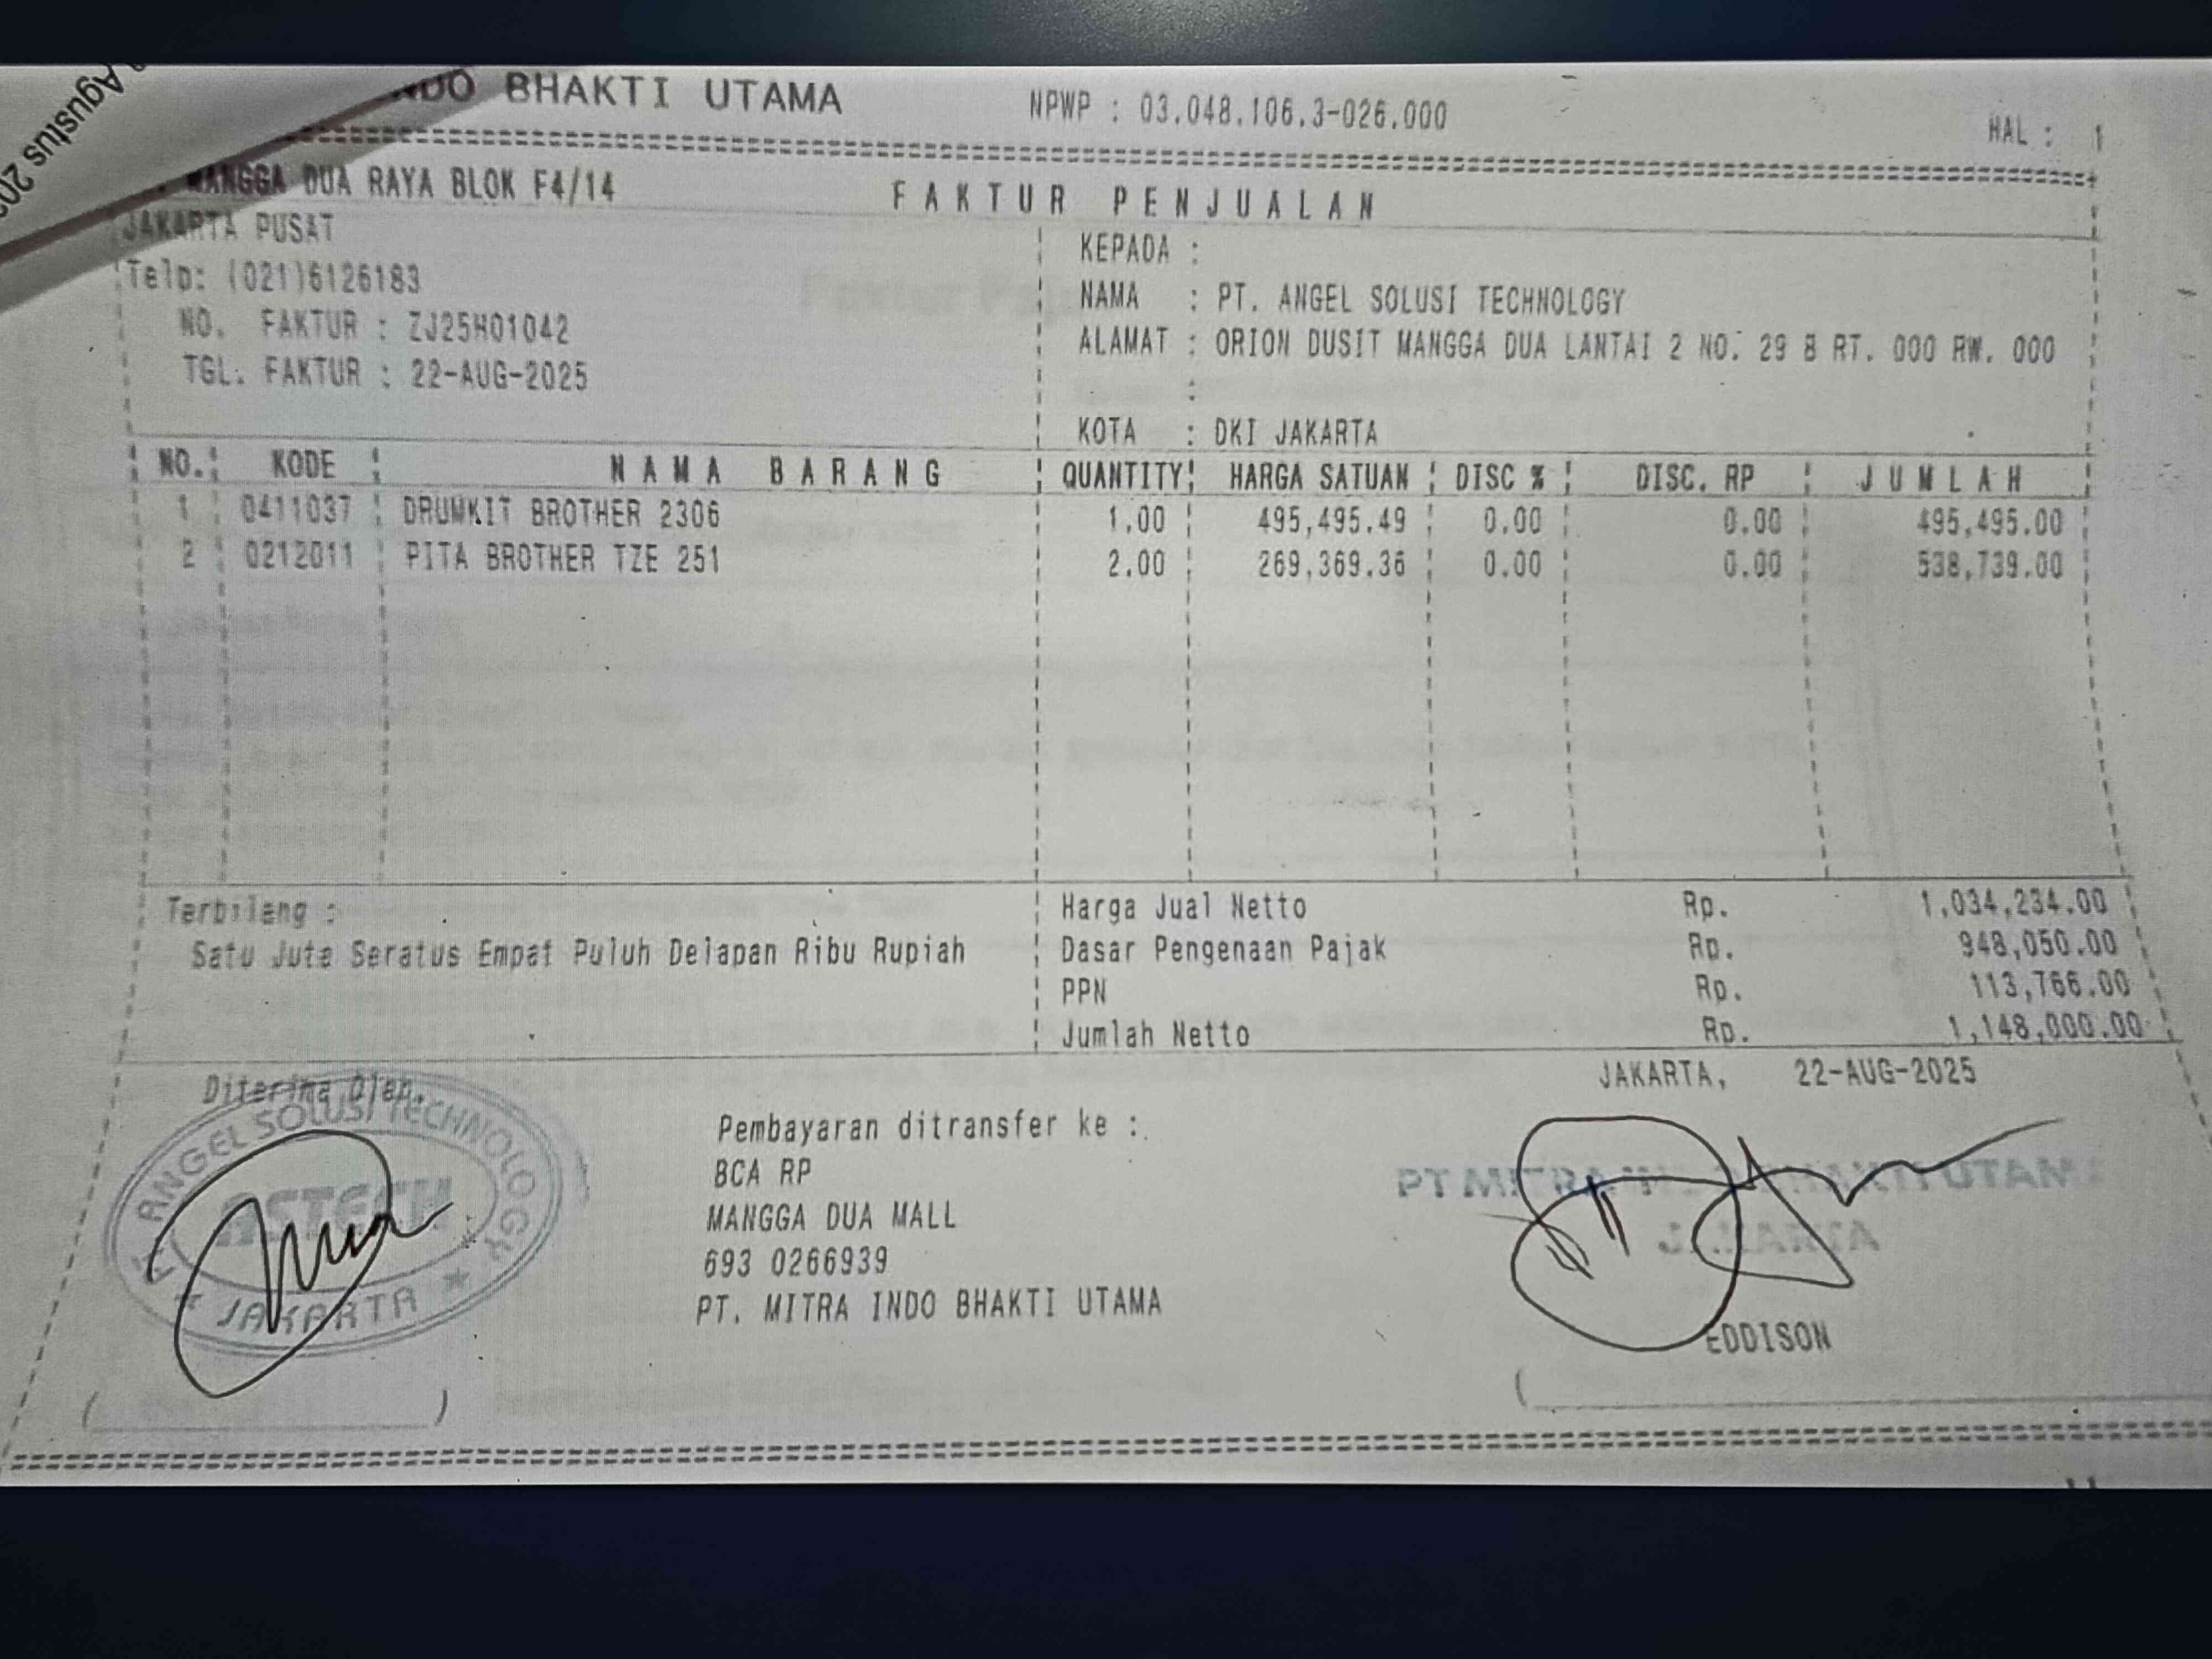 Agustus
INDO BHAKTI UTAMA NPWP : 03.048.106.3-026.000 HAL : 1
MANGGA DUA RAYA BLOK F4/14 FAKTUR PENJUALAN
JAKARTA PUSAT
KEPADA :
Telp: (021)6126183
NAMA : PT. ANGEL SOLUSI TECHNOLOGY
NO. FAKTUR : ZJ25H01042
ALAMAT : ORION DUSIT MANGGA DUA LANTAI 2 NO. 29 B RT. 000 RW. 000
TGL. FAKTUR : 22-AUG-2025
:
KOTA : DKI JAKARTA
NO. KODE NAMA BARANG QUANTITY HARGA SATUAN DISC % DISC. RP JUMLAH
1 0411037 DRUMKIT BROTHER 2306 1.00 495,495.49 0.00 0.00 495,495.00
2 0212011 PITA BROTHER TZE 251 2.00 269,369.36 0.00 0.00 538,739.00
Terbilang : Harga Jual Netto Rp. 1,034,234.00
Satu Juta Seratus Empat Puluh Delapan Ribu Rupiah Dasar Pengenaan Pajak Rp. 948,050.00
PPN Rp. 113,766.00
Jumlah Netto Rp. 1,148,000.00
JAKARTA, 22-AUG-2025
Diterima Oleh,
PT ANGEL SOLUSI TECHNOLOGY
ASTECH
JAKARTA
Pembayaran ditransfer ke :
BCA RP
MANGGA DUA MALL
693 0266939
PT. MITRA INDO BHAKTI UTAMA
PT MITRA UTAMA
JAKARTA
EDDISON
( ) (